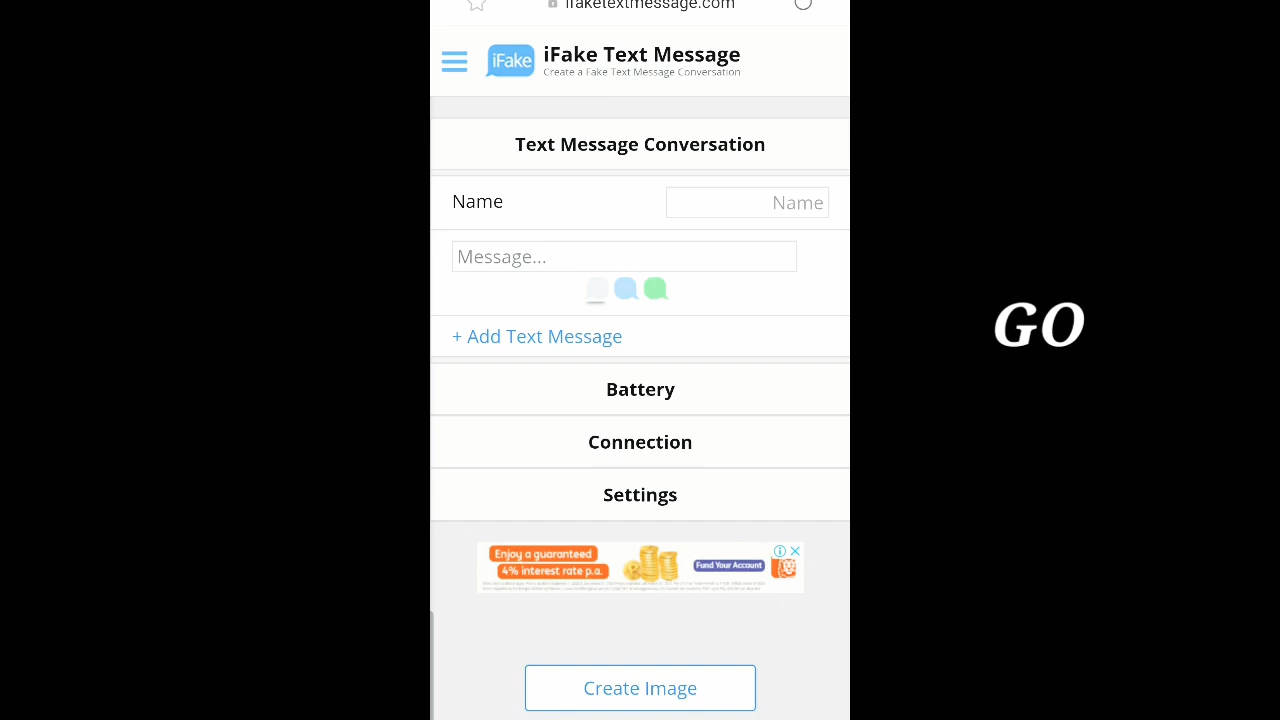 ifaketextmessage.com
iFake
iFake Text Message
Create a Fake Text Message Conversation
Text Message Conversation
Name
Name
Message...
+ Add Text Message
Battery
Connection
Settings
Enjoy a guaranteed
4% interest rate p.a.
Fund Your Account
Create Image
GO